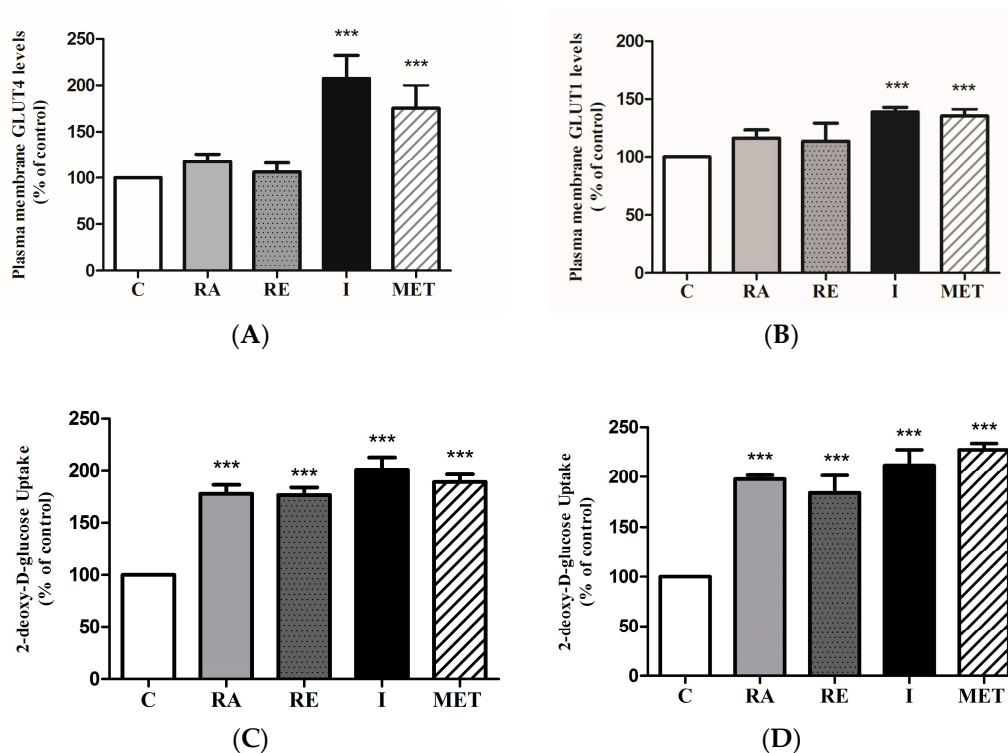 Plasma membrane GLUT4 levels
(% of control)
250
200
150
100
50
0
***
***
C RA RE I MET
(A)
Plasma membrane GLUT1 levels
( % of control)
200
150
100
50
0
***
***
C RA RE I MET
(B)
2-deoxy-D-glucose Uptake
(% of control)
250
200
150
100
50
0
***
***
***
***
C RA RE I MET
(C)
2-deoxy-D-glucose Uptake
(% of control)
250
200
150
100
50
0
***
***
***
***
C RA RE I MET
(D)